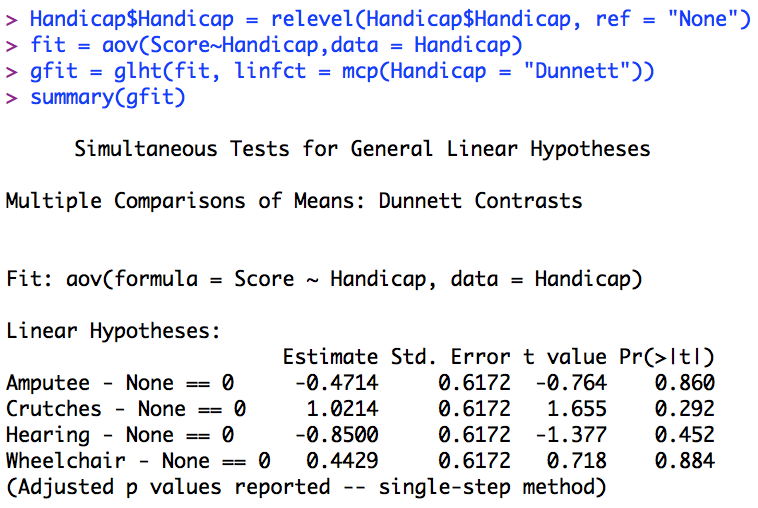 > Handicap$Handicap = relevel(Handicap$Handicap, ref = "None")
> fit = aov(Score~Handicap,data = Handicap)
> gfit = glht(fit, linfct = mcp(Handicap = "Dunnett"))
> summary(gfit)
Simultaneous Tests for General Linear Hypotheses
Multiple Comparisons of Means: Dunnett Contrasts
Fit: aov(formula = Score ~ Handicap, data = Handicap)
Linear Hypotheses:
Estimate Std. Error t value Pr(>|t|)
Amputee - None == 0 -0.4714 0.6172 -0.764 0.860
Crutches - None == 0 1.0214 0.6172 1.655 0.292
Hearing - None == 0 -0.8500 0.6172 -1.377 0.452
Wheelchair - None == 0 0.4429 0.6172 0.718 0.884
(Adjusted p values reported -- single-step method)